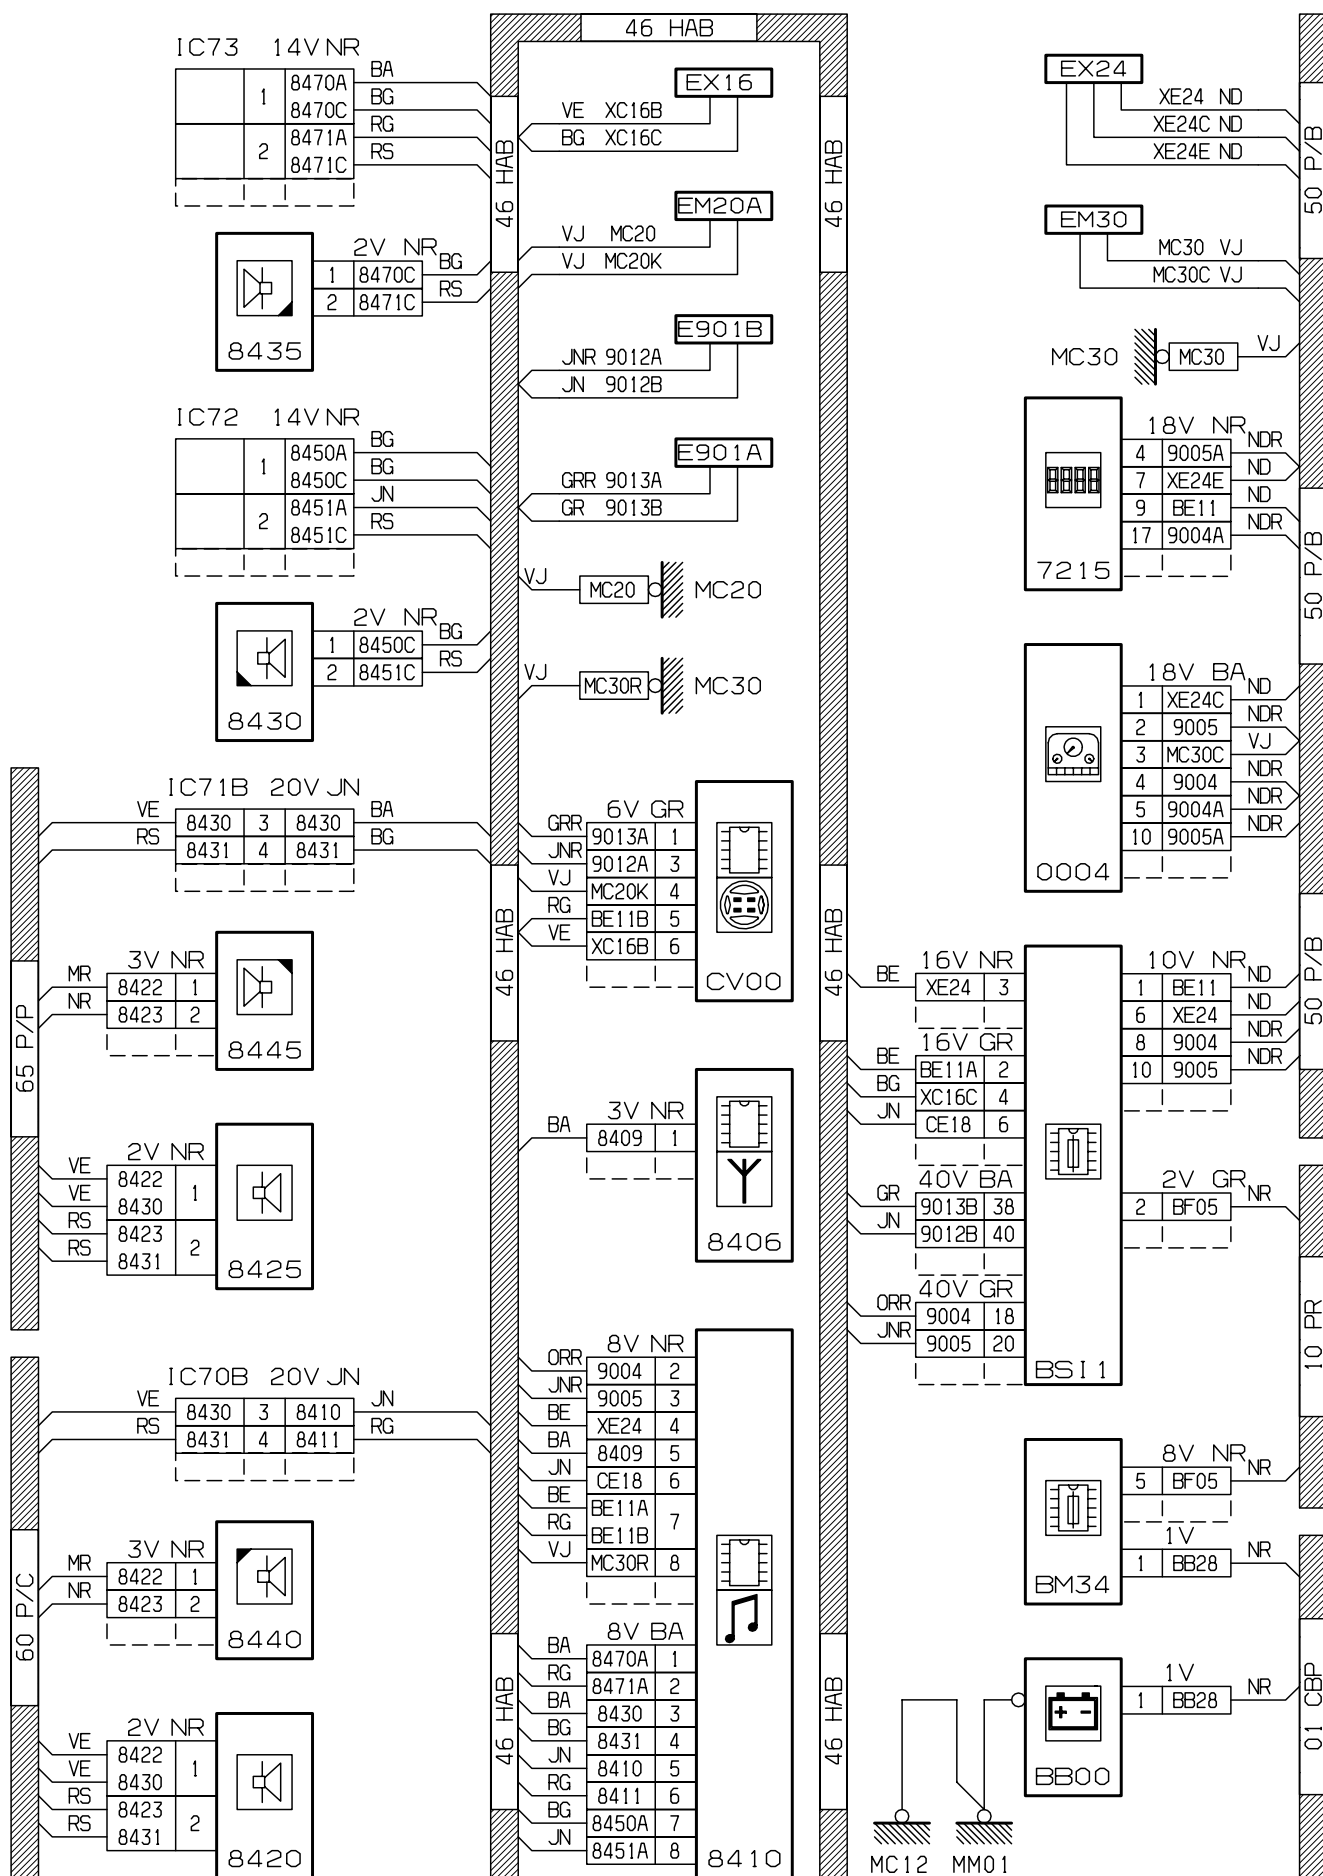 46 HAB
IC73 14V NR
1 8470A BA
8470C BG
2 8471A RG
8471C RS
2V NR
1 8470C BG
2 8471C RS
8435
IC72 14V NR
1 8450A BG
8450C BG
2 8451A JN
8451C RS
2V NR
1 8450C BG
2 8451C RS
8430
IC71B 20V JN
VE 8430 3 8430 BA
RS 8431 4 8431 BG
65 P/P
3V NR
MR 8422 1
NR 8423 2
8445
2V NR
VE 8422 1
VE 8430
RS 8423 2
RS 8431
8425
IC70B 20V JN
VE 8430 3 8410 JN
RS 8431 4 8411 RG
60 P/C
3V NR
MR 8422 1
NR 8423 2
8440
2V NR
VE 8422 1
VE 8430
RS 8423 2
RS 8431
8420
46 HAB
46 HAB
46 HAB
EX16
VE XC16B
BG XC16C
EM20A
VJ MC20
VJ MC20K
E901B
JNR 9012A
JN 9012B
E901A
GRR 9013A
GR 9013B
VJ MC20 MC20
VJ MC30R MC30
6V GR
GRR 9013A 1
JNR 9012A 3
VJ MC20K 4
RG BE11B 5
VE XC16B 6
CV00
3V NR
BA 8409 1
8406
8V NR
ORR 9004 2
JNR 9005 3
BE XE24 4
BA 8409 5
JN CE18 6
BE BE11A 7
RG BE11B
VJ MC30R 8
8V BA
BA 8470A 1
RG 8471A 2
BA 8430 3
BG 8431 4
JN 8410 5
RG 8411 6
BG 8450A 7
JN 8451A 8
8410
46 HAB
46 HAB
46 HAB
EX24
XE24 ND
XE24C ND
XE24E ND
EM30
MC30 VJ
MC30C VJ
MC30 MC30 VJ
18V NR
4 9005A NDR
7 XE24E ND
9 BE11 ND
17 9004A NDR
7215
18V BA
1 XE24C ND
2 9005 NDR
3 MC30C VJ
4 9004 NDR
5 9004A NDR
10 9005A NDR
0004
16V NR
BE XE24 3
16V GR
BE BE11A 2
BG XC16C 4
JN CE18 6
40V BA
GR 9013B 38
JN 9012B 40
40V GR
ORR 9004 18
JNR 9005 20
10V NR
1 BE11 ND
6 XE24 ND
8 9004 NDR
10 9005 NDR
2V GR
2 BF05 NR
BSI1
8V NR
5 BF05 NR
1V
1 BB28 NR
BM34
1V
1 BB28 NR
BB00
MC12 MM01
50 P/B
50 P/B
50 P/B
10 PR
01 CBP